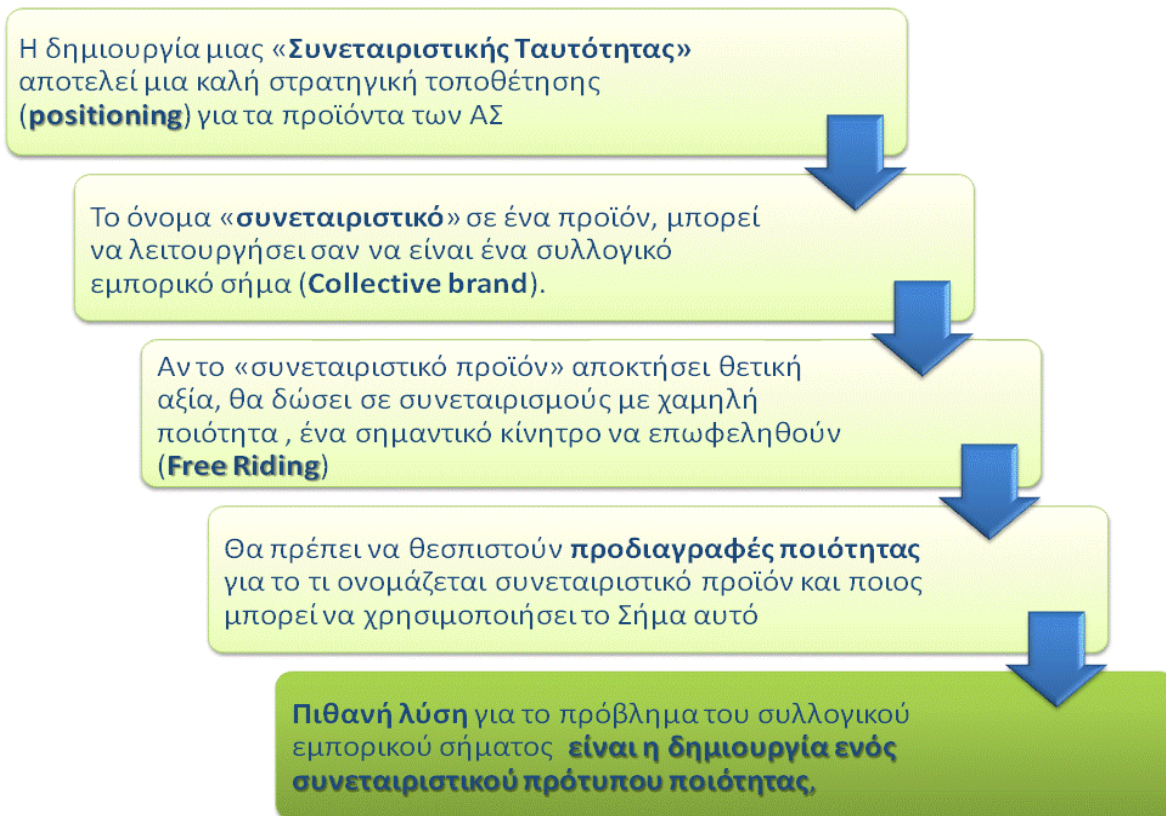 Η δημιουργία μιας «Συνεταιριστικής Ταυτότητας»
αποτελεί μια καλή στρατηγική τοποθέτησης
(positioning) για τα προϊόντα των ΑΣ
Το όνομα «συνεταιριστικό» σε ένα προϊόν, μπορεί
να λειτουργήσει σαν να είναι ένα συλλογικό
εμπορικό σήμα (Collective brand).
Αν το «συνεταιριστικό προϊόν» αποκτήσει θετική
αξία, θα δώσει σε συνεταιρισμούς με χαμηλή
ποιότητα , ένα σημαντικό κίνητρο να επωφεληθούν
(Free Riding)
Θα πρέπει να θεσπιστούν προδιαγραφές ποιότητας
για το τι ονομάζεται συνεταιριστικό προϊόν και ποιος
μπορεί να χρησιμοποιήσει το Σήμα αυτό
Πιθανή λύση για το πρόβλημα του συλλογικού
εμπορικού σήματος είναι η δημιουργία ενός
συνεταιριστικού πρότυπου ποιότητας,